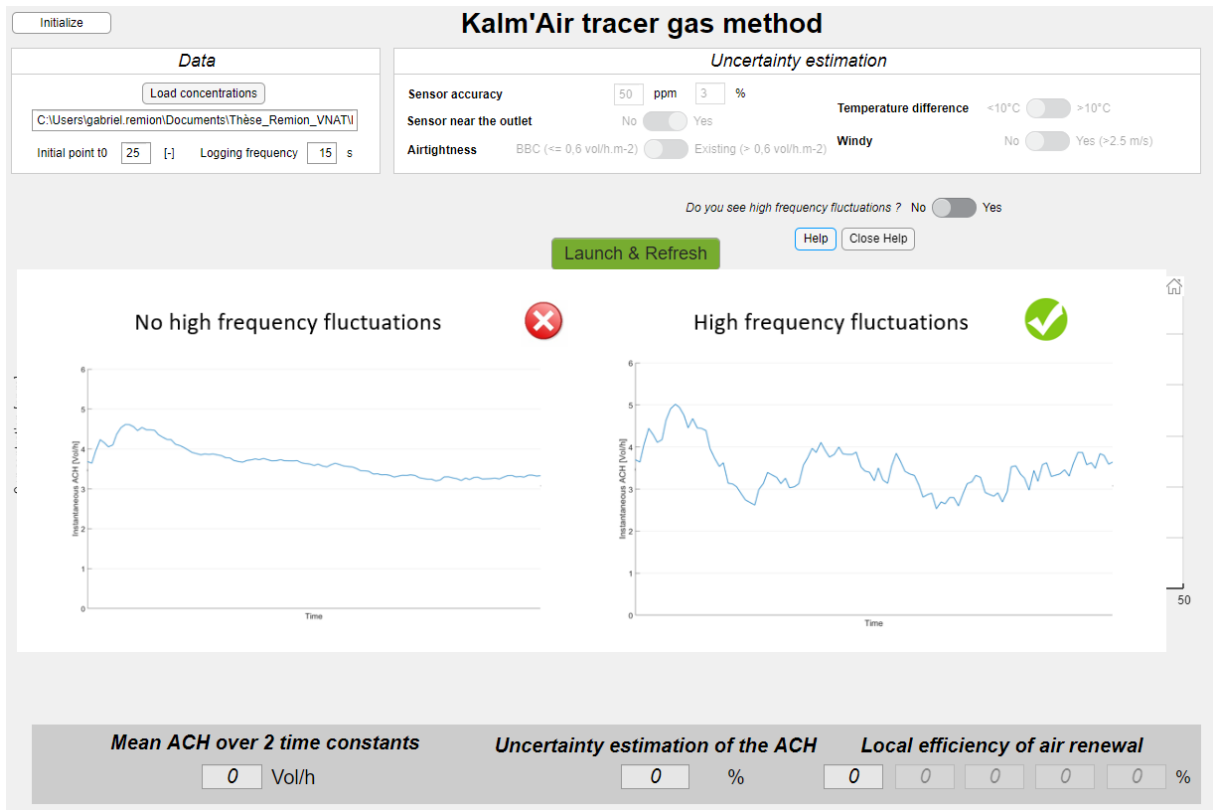 Initialize
Kalm'Air tracer gas method
Data
Load concentrations
C:\Users\gabriel.remion\Documents\Thèse_Remion_VNAT\I
Initial point t0 25 [-] Logging frequency 15 s
Uncertainty estimation
Sensor accuracy 50 ppm 3 %
Sensor near the outlet No Yes
Airtightness BBC (<= 0,6 vol/h.m-2) Existing (> 0,6 vol/h.m-2)
Temperature difference <10°C >10°C
Windy No Yes (>2.5 m/s)
Do you see high frequency fluctuations ? No Yes
Help Close Help
Launch & Refresh
No high frequency fluctuations
6
5
4
3
2
1
0
Instantaneous ACH [Vol/h]
Time
High frequency fluctuations
6
5
4
3
2
1
0
Instantaneous ACH [Vol/h]
Time
50
Mean ACH over 2 time constants
0 Vol/h
Uncertainty estimation of the ACH
0 %
Local efficiency of air renewal
0 0 0 0 0 %